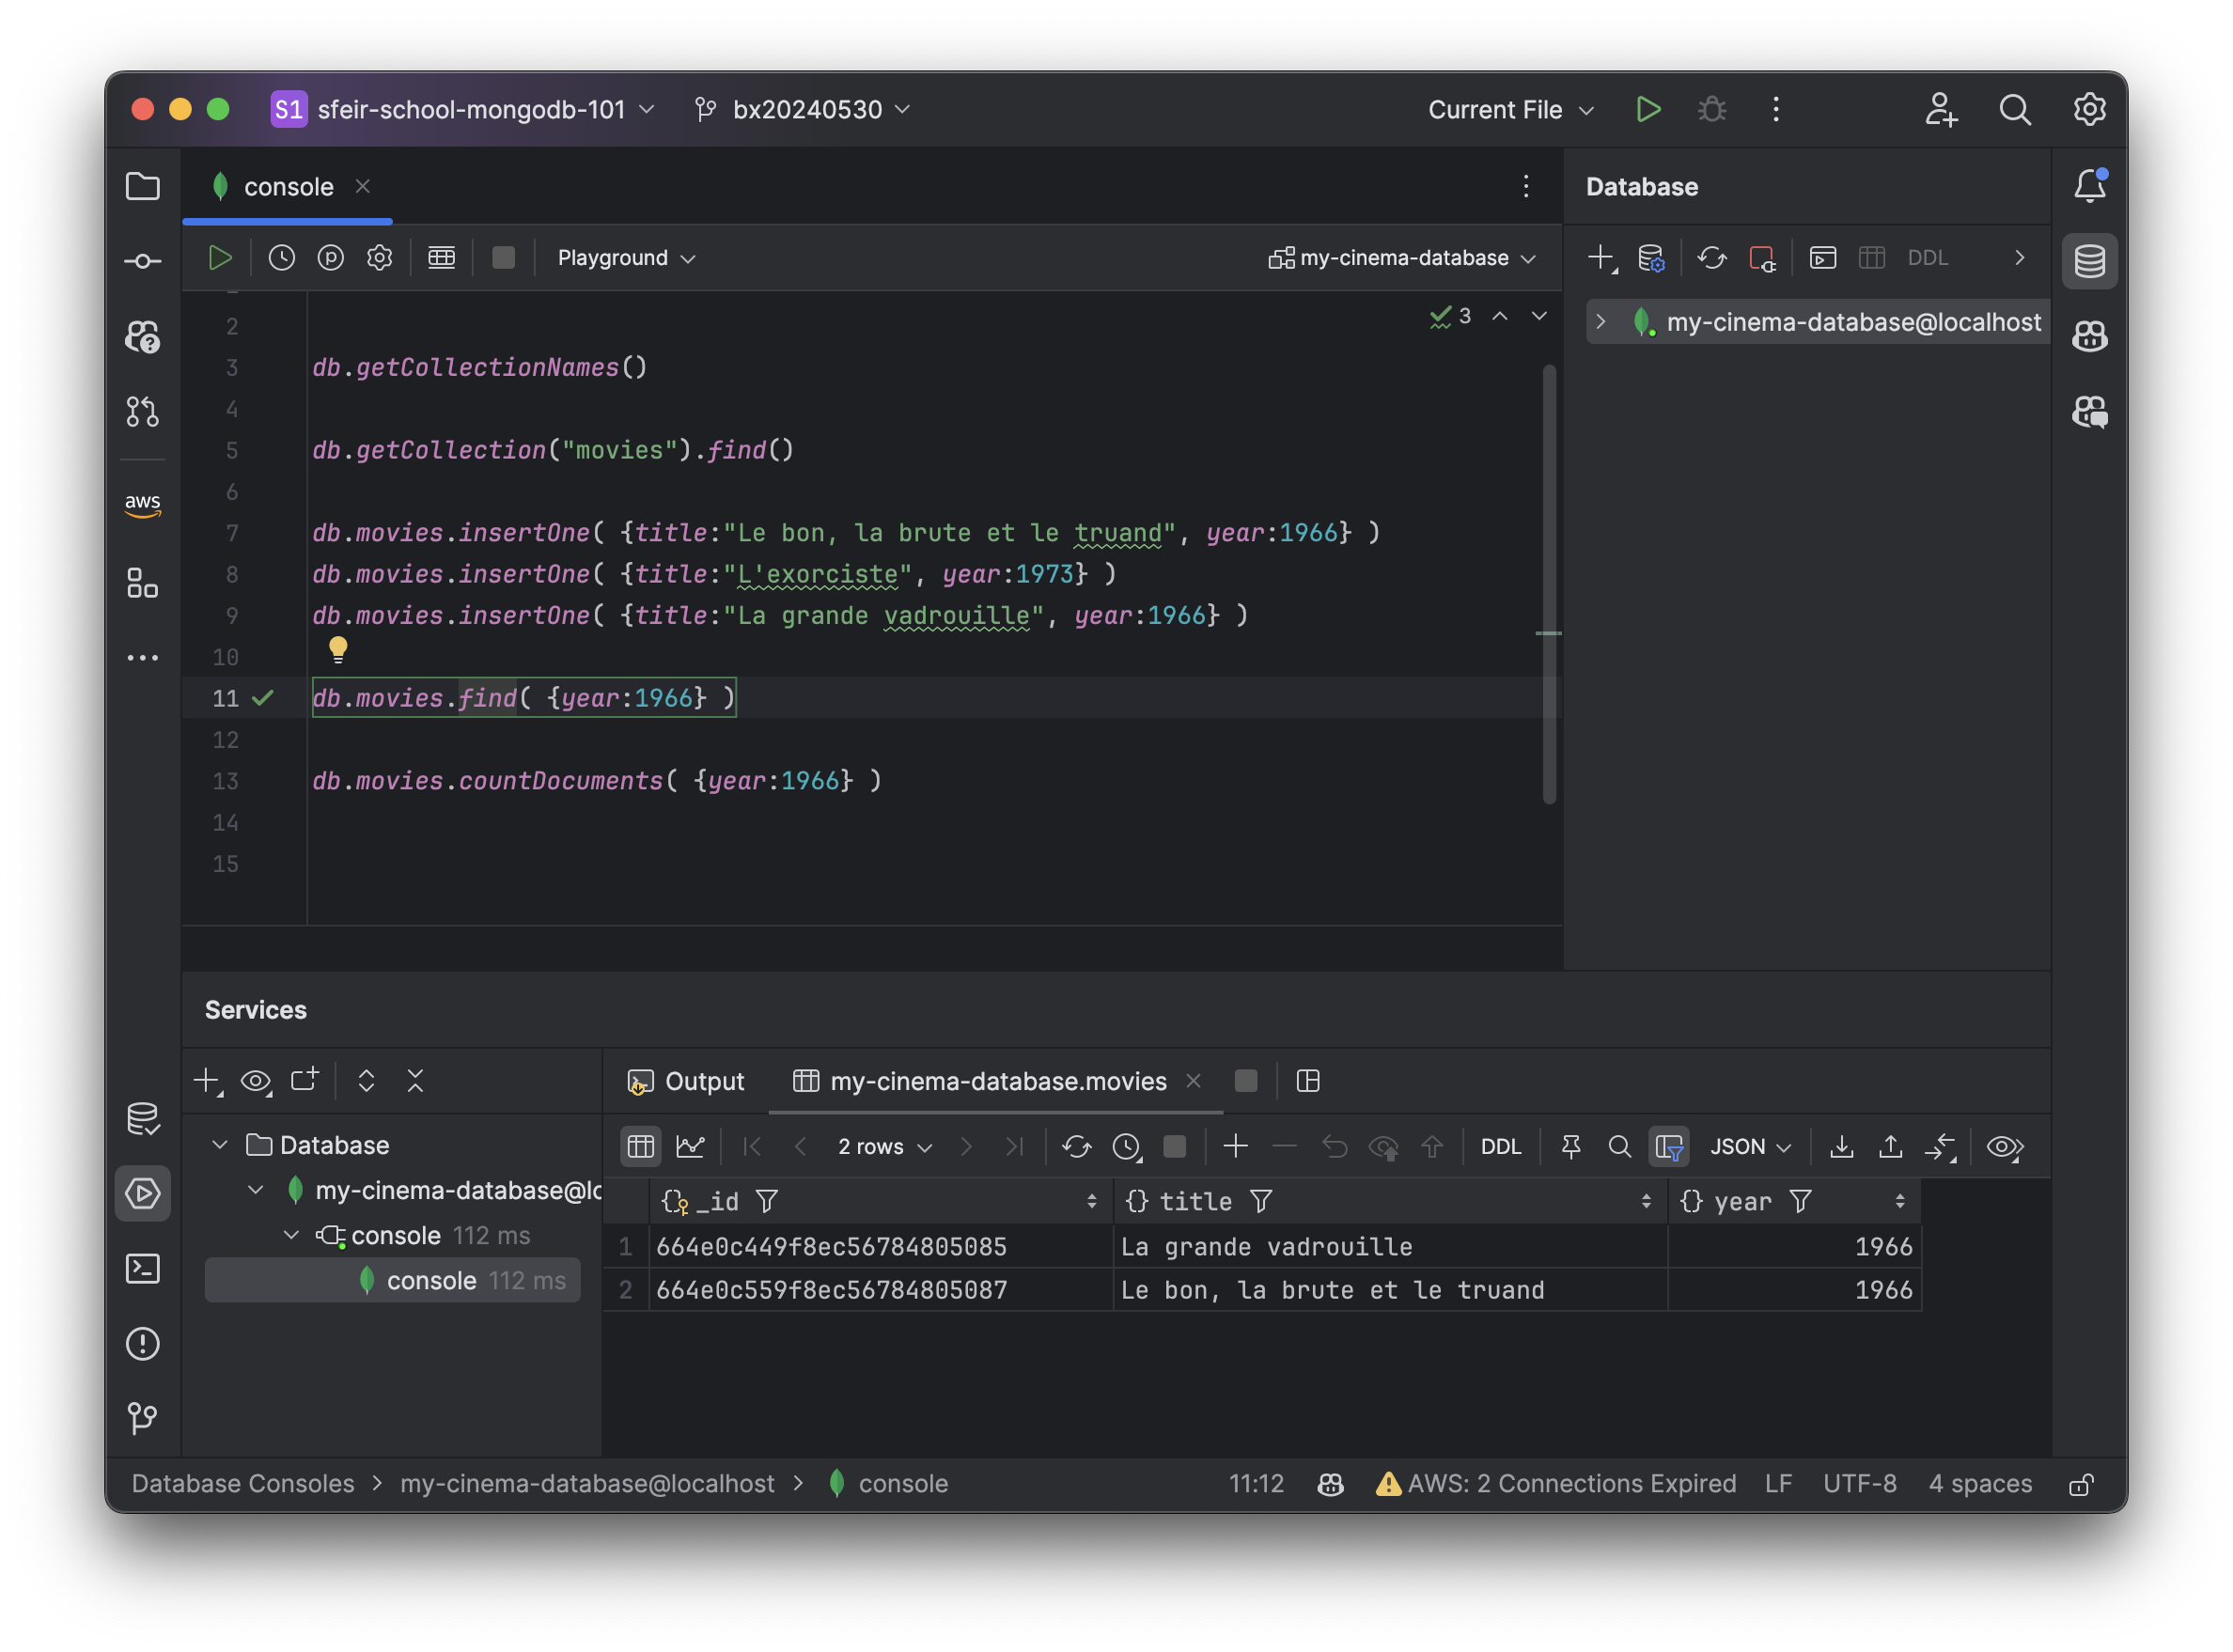 S1 sfeir-school-mongodb-101 bx20240530 Current File
console
Database
Playground my-cinema-database
DDL
3
my-cinema-database@localhost
aws
2
3 db.getCollectionNames()
4
5 db.getCollection("movies").find()
6
7 db.movies.insertOne( {title:"Le bon, la brute et le truand", year:1966} )
8 db.movies.insertOne( {title:"L'exorciste", year:1973} )
9 db.movies.insertOne( {title:"La grande vadrouille", year:1966} )
10
11 db.movies.find( {year:1966} )
12
13 db.movies.countDocuments( {year:1966} )
14
15
Services
Output my-cinema-database.movies
Database
my-cinema-database@lo
console 112 ms
console 112 ms
2 rows DDL JSON
_id title year
1 664e0c449f8ec56784805085 La grande vadrouille 1966
2 664e0c559f8ec56784805087 Le bon, la brute et le truand 1966
Database Consoles > my-cinema-database@localhost > console
11:12 AWS: 2 Connections Expired LF UTF-8 4 spaces